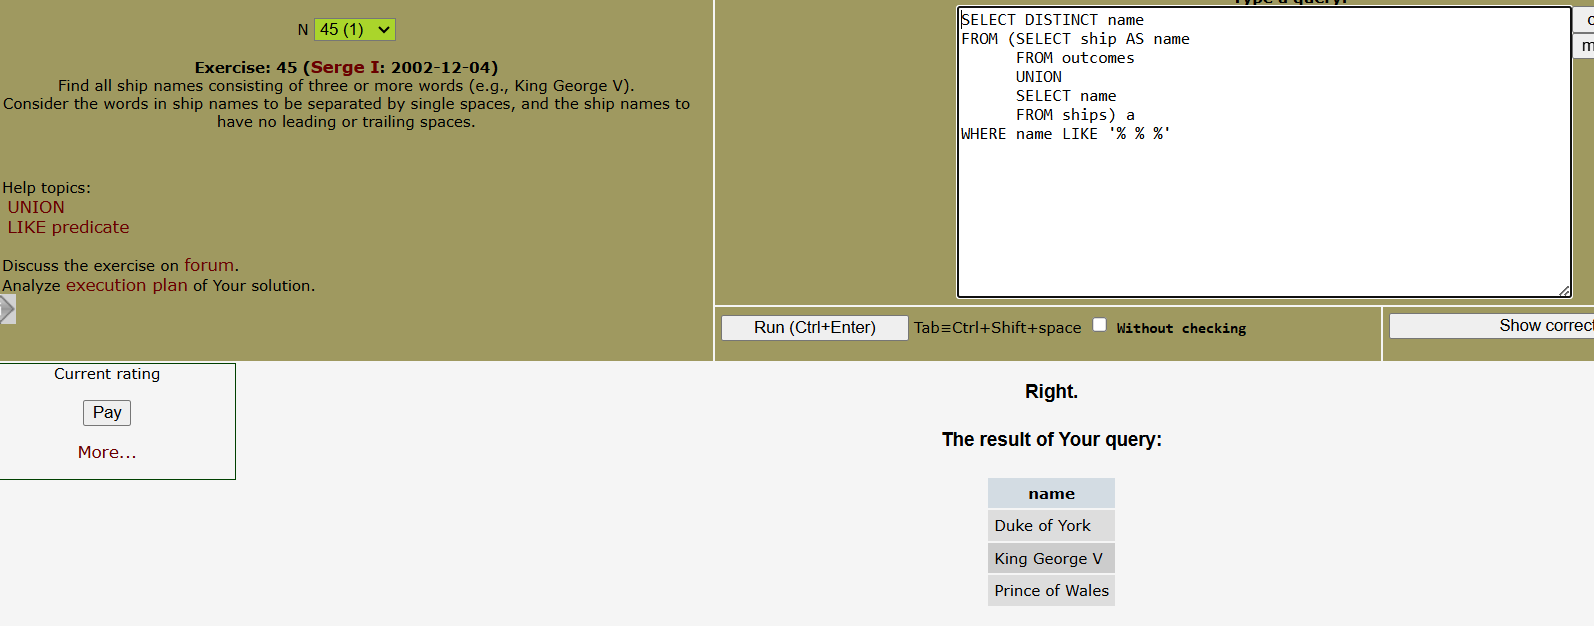 N 45 (1)
Exercise: 45 (Serge I: 2002-12-04)
Find all ship names consisting of three or more words (e.g., King George V).
Consider the words in ship names to be separated by single spaces, and the ship names to
have no leading or trailing spaces.
Help topics:
UNION
LIKE predicate
Discuss the exercise on forum.
Analyze execution plan of Your solution.
Type a query:
SELECT DISTINCT name
FROM (SELECT ship AS name
FROM outcomes
UNION
SELECT name
FROM ships) a
WHERE name LIKE '% % %'
Run (Ctrl+Enter) Tab≡Ctrl+Shift+space Without checking
Show correct
Current rating
Pay
More...
Right.
The result of Your query:
name
Duke of York
King George V
Prince of Wales